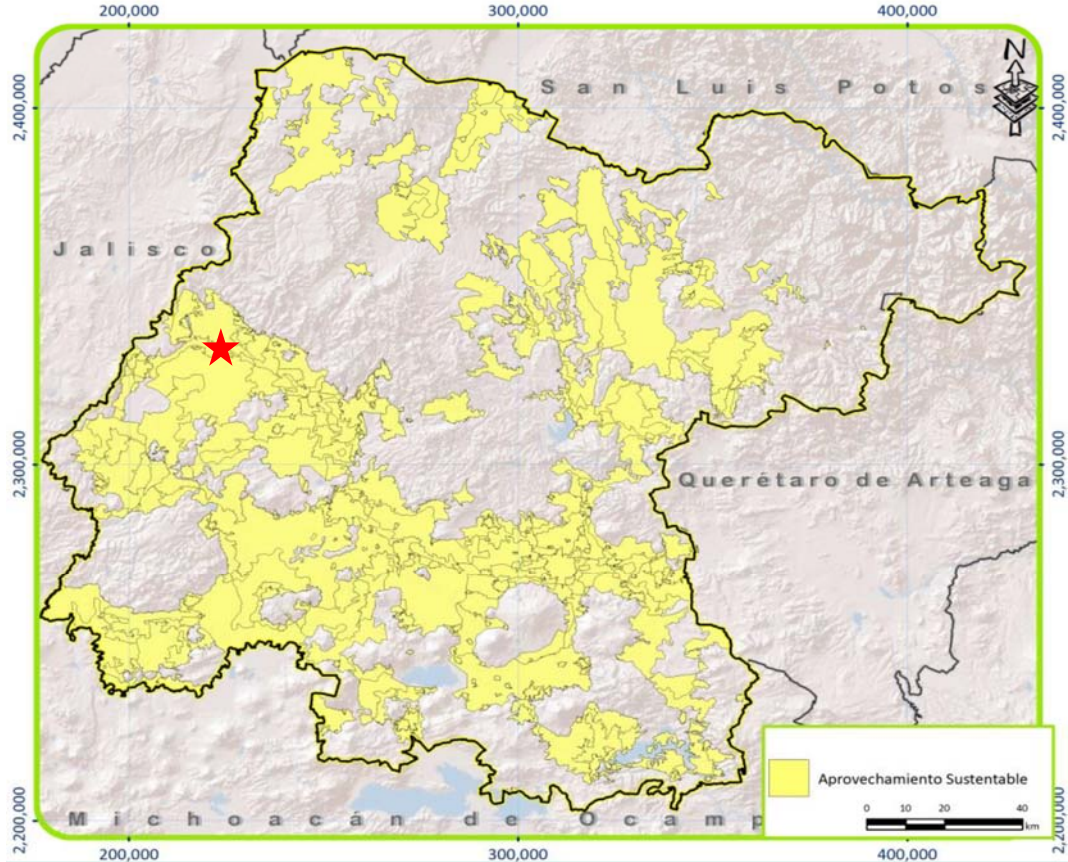 200,000 300,000 400,000
N
San Luis Potos
2,400,000 2,400,000
Jalisco
2,300,000 2,300,000
Querétaro de Arteaga
Aprovechamiento Sustentable
0 10 20 40
km
2,200,000 2,200,000
Michoacán de Ocamp
200,000 300,000 400,000